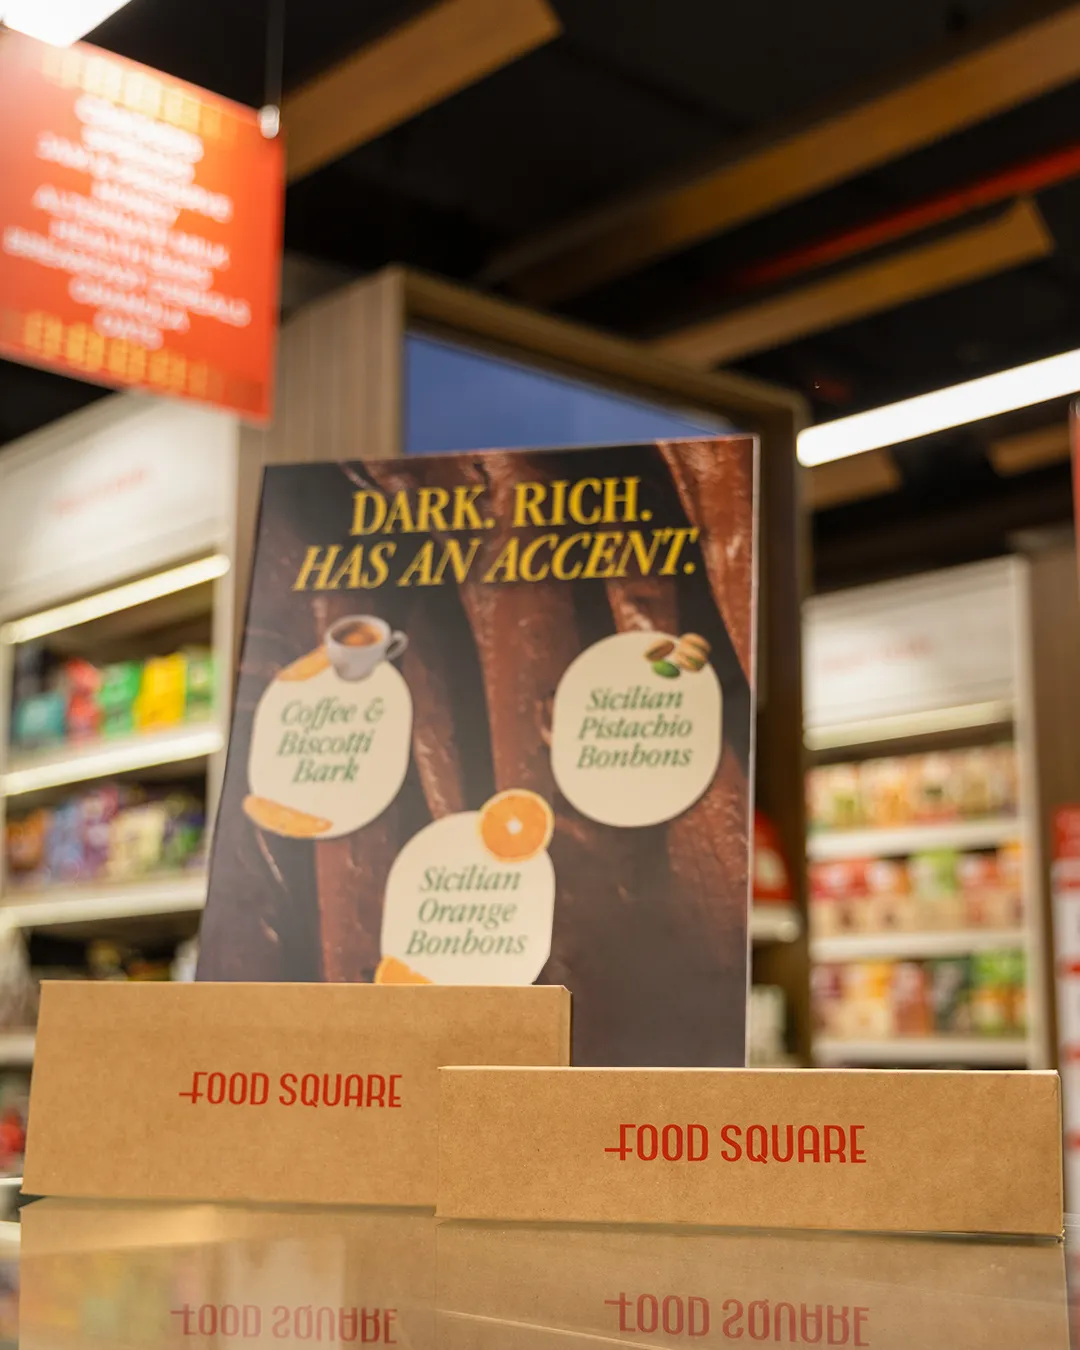 DARK. RICH.
HAS AN ACCENT.
Coffee &
Biscotti
Bark
Sicilian
Pistachio
Bonbons
Sicilian
Orange
Bonbons
FOOD SQUARE
FOOD SQUARE